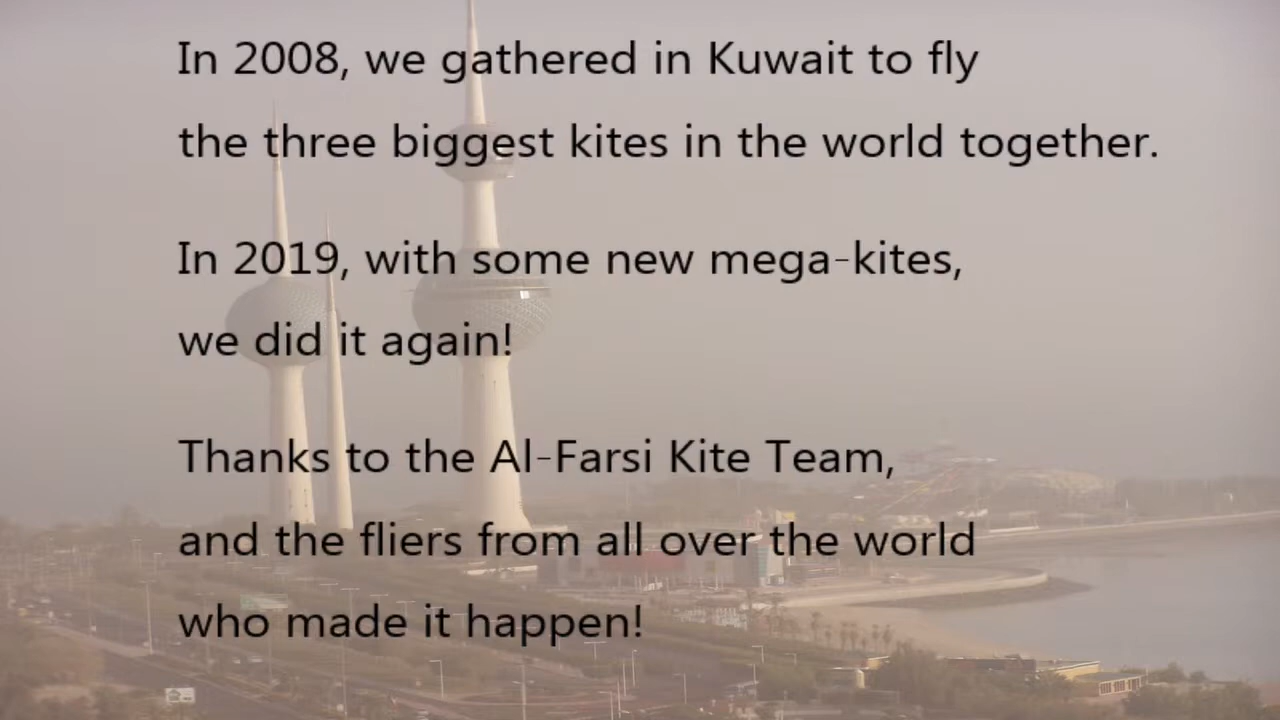 In 2008, we gathered in Kuwait to fly
the three biggest kites in the world together.
In 2019, with some new mega-kites,
we did it again!
Thanks to the Al-Farsi Kite Team,
and the fliers from all over the world
who made it happen!